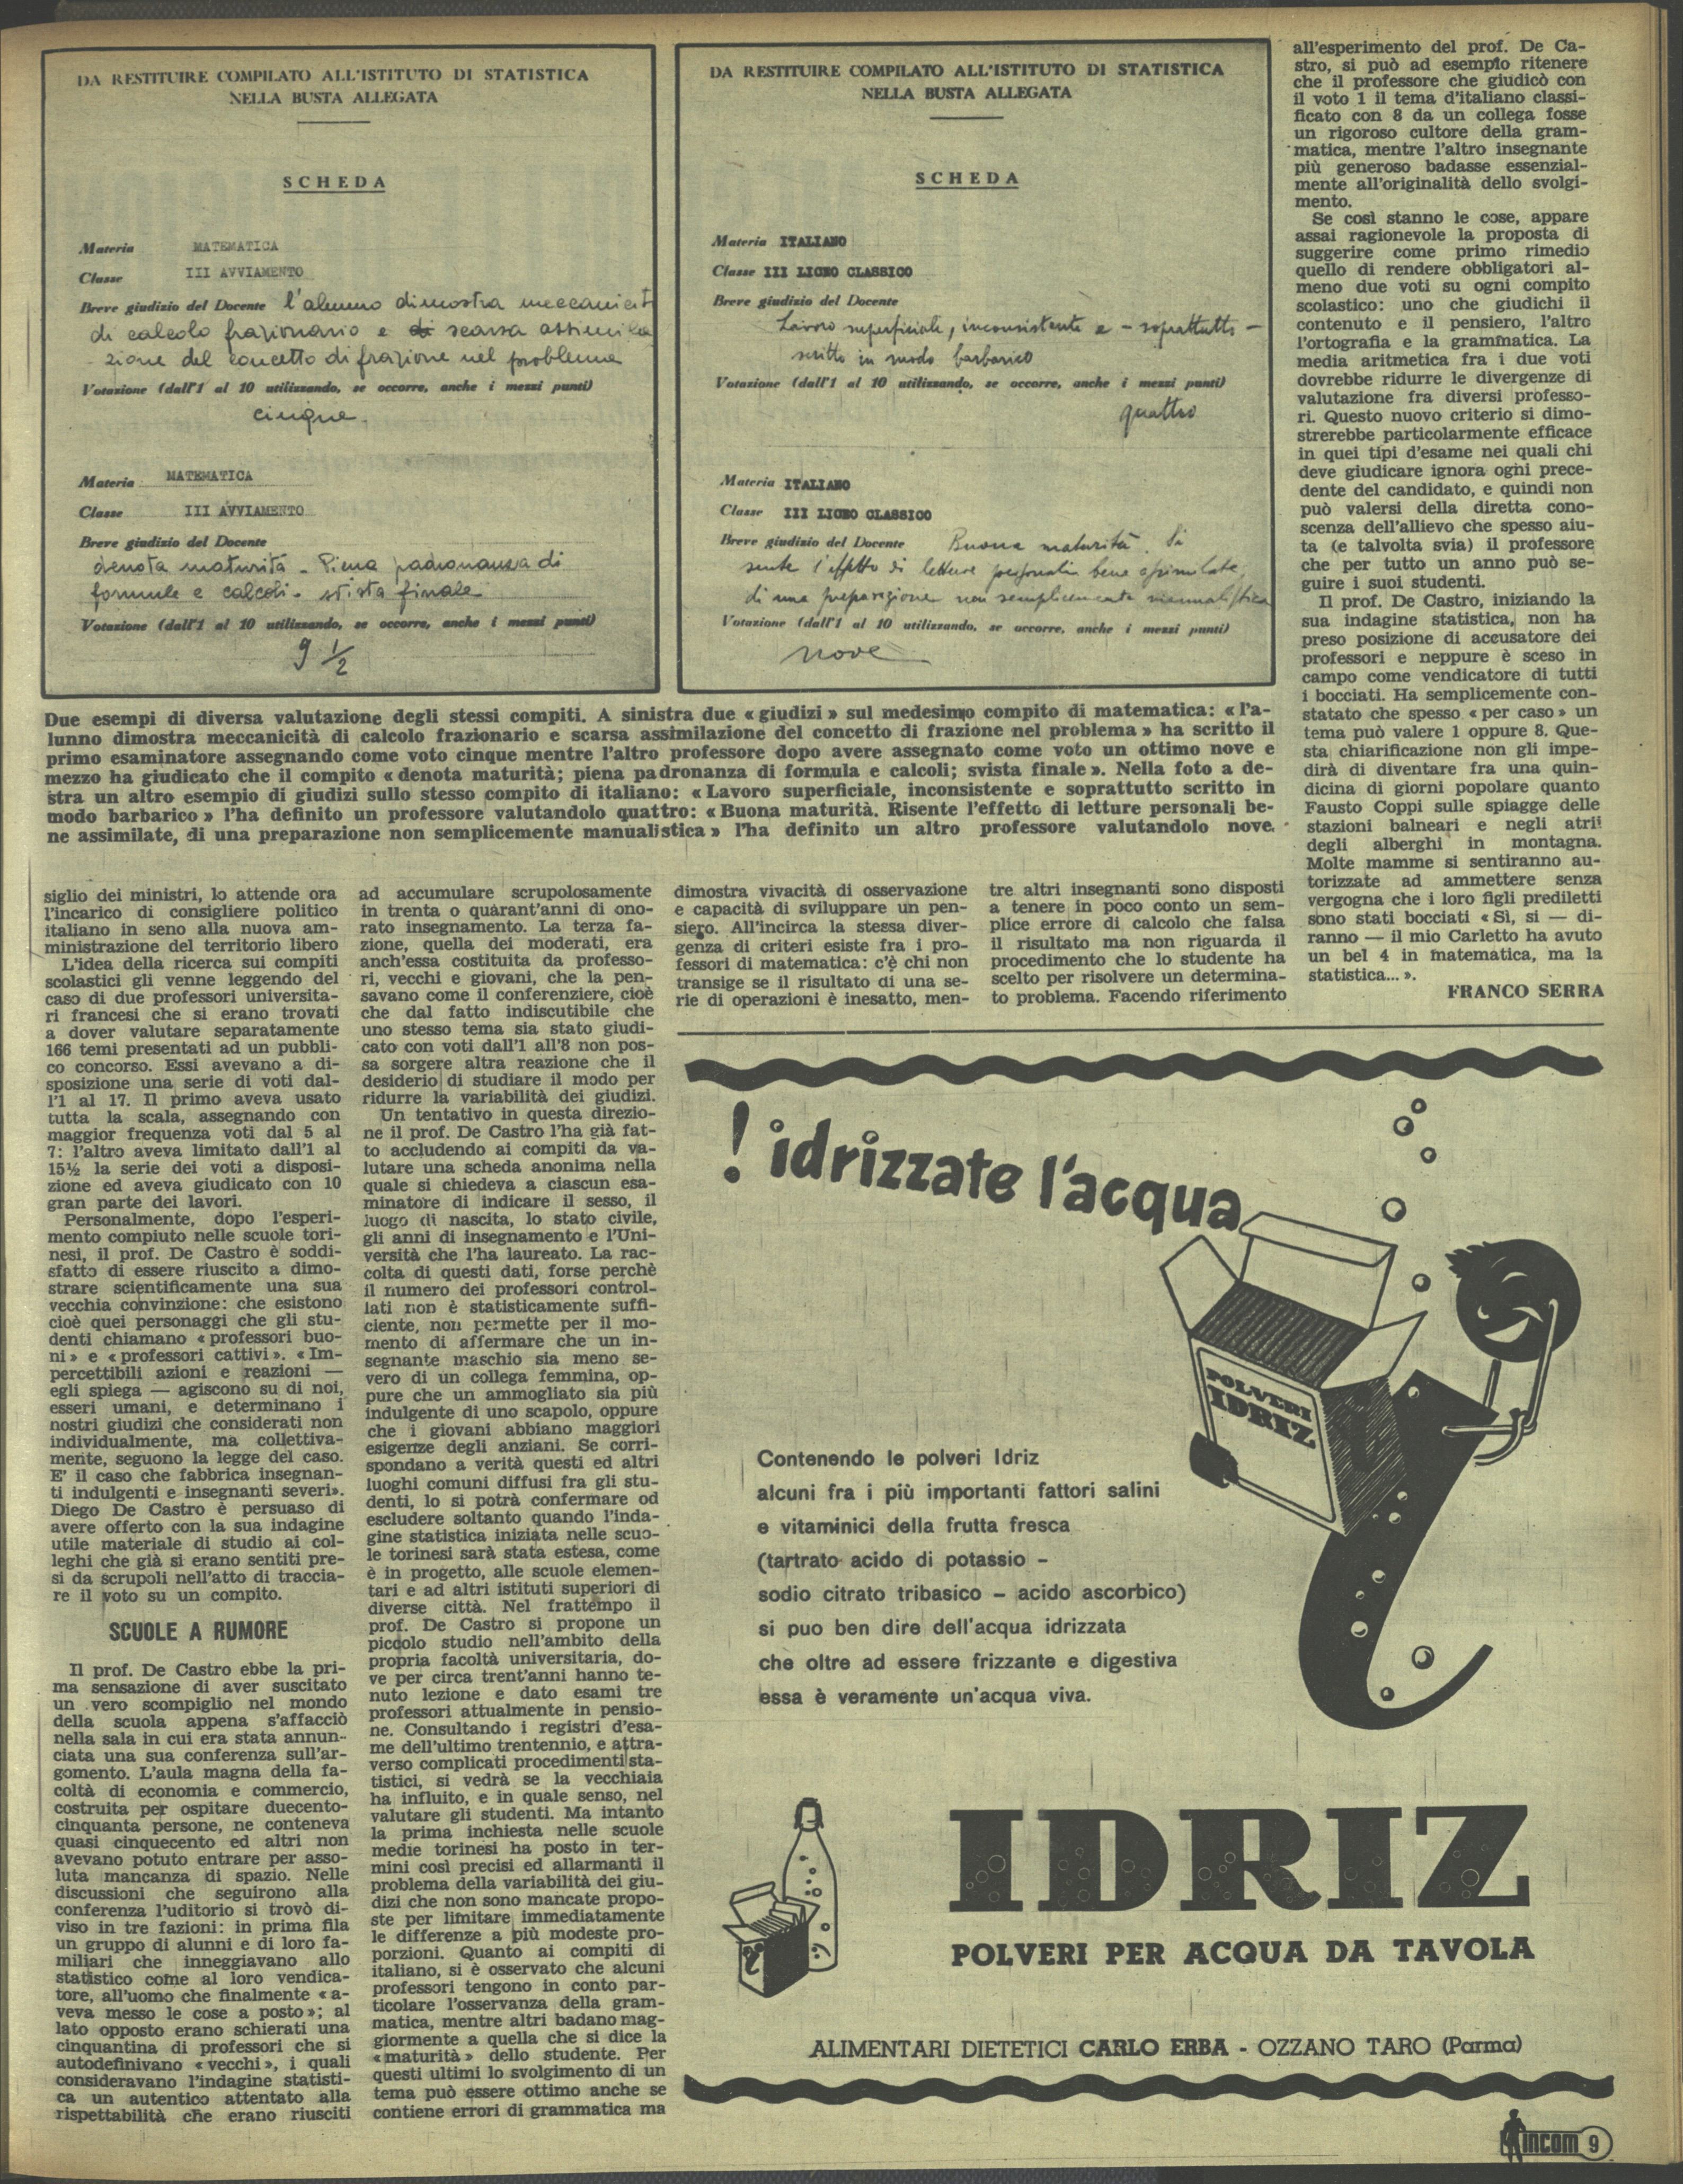 DA RESTITUIRE COMPILATO ALL'ISTITUTO DI STATISTICA
NELLA BUSTA ALLEGATA
SCHEDA
Materia MATEMATICA
Classe III AVVIAMENTO
Breve giudizio del Docente l'alunno dimostra meccanicit
di calcolo frazionario e di scarsa assimila
zione del concetto di frazione nel problema
Votazione (dall'1 al 10 utilizzando, se occorre, anche i mezzi punti)
cinque.
Materia MATEMATICA
Classe III AVVIAMENTO
Breve giudizio del Docente
denota maturità - Piena padronanza di
formule e calcoli - svista finale
Votazione (dall'1 al 10 utilizzando, se occorre, anche i mezzi punti)
9 1/2
DA RESTITUIRE COMPILATO ALL'ISTITUTO DI STATISTICA
NELLA BUSTA ALLEGATA
SCHEDA
Materia ITALIANO
Classe III LICEO CLASSICO
Breve giudizio del Docente
Lavoro superficiale, inconsistente e - soprattutto -
scritto in modo barbarico
Votazione (dall'1 al 10 utilizzando, se occorre, anche i mezzi punti)
quattro
Materia ITALIANO
Classe III LICEO CLASSICO
Breve giudizio del Docente Buona maturità. Si
sente l'effetto di letture personali bene assimilate,
di una preparazione non semplicemente manualistica
Votazione (dall'1 al 10 utilizzando, se occorre, anche i mezzi punti)
nove
Due esempi di diversa valutazione degli stessi compiti. A sinistra due « giudizi » sul medesimo compito di matematica: « l'a-
lunno dimostra meccanicità di calcolo frazionario e scarsa assimilazione del concetto di frazione nel problema » ha scritto il
primo esaminatore assegnando come voto cinque mentre l'altro professore dopo avere assegnato come voto un ottimo nove e
mezzo ha giudicato che il compito « denota maturità; piena padronanza di formula e calcoli; svista finale ». Nella foto a de-
stra un altro esempio di giudizi sullo stesso compito di italiano: « Lavoro superficiale, inconsistente e soprattutto scritto in
modo barbarico » l'ha definito un professore valutandolo quattro: « Buona maturità. Risente l'effetto di letture personali be-
ne assimilate, di una preparazione non semplicemente manualistica » l'ha definito un altro professore valutandolo nove.
siglio dei ministri, lo attende ora
l'incarico di consigliere politico
italiano in seno alla nuova am-
ministrazione del territorio libero
L'idea della ricerca sui compiti
scolastici gli venne leggendo del
caso di due professori universita-
ri francesi che si erano trovati
a dover valutare separatamente
166 temi presentati ad un pubbli-
co concorso. Essi avevano a di-
sposizione una serie di voti dal-
l'1 al 17. Il primo aveva usato
tutta la scala, assegnando con
maggior frequenza voti dal 5 al
7: l'altro aveva limitato dall'1 al
15½ la serie dei voti a disposi-
zione ed aveva giudicato con 10
gran parte dei lavori.
Personalmente, dopo l'esperi-
mento compiuto nelle scuole tori-
nesi, il prof. De Castro è soddi-
sfatto di essere riuscito a dimo-
strare scientificamente una sua
vecchia convinzione: che esistono
cioè quei personaggi che gli stu-
denti chiamano « professori buo-
ni » e « professori cattivi ». « Im-
percettibili azioni e reazioni —
egli spiega — agiscono su di noi,
esseri umani, e determinano i
nostri giudizi che considerati non
individualmente, ma collettiva-
mente, seguono la legge del caso.
E' il caso che fabbrica insegnan-
ti indulgenti e insegnanti severi».
Diego De Castro è persuaso di
avere offerto con la sua indagine
utile materiale di studio ai col-
leghi che già si erano sentiti pre-
si da scrupoli nell'atto di traccia-
re il voto su un compito.
SCUOLE A RUMORE
Il prof. De Castro ebbe la pri-
ma sensazione di aver suscitato
un vero scompiglio nel mondo
della scuola appena s'affacciò
nella sala in cui era stata annun-
ciata una sua conferenza sull'ar-
gomento. L'aula magna della fa-
coltà di economia e commercio,
costruita per ospitare duecento-
cinquanta persone, ne conteneva
quasi cinquecento ed altri non
avevano potuto entrare per asso-
luta mancanza di spazio. Nelle
discussioni che seguirono alla
conferenza l'uditorio si trovò di-
viso in tre fazioni: in prima fila
un gruppo di alunni e di loro fa-
miliari che inneggiavano allo
statistico come al loro vendica-
tore, all'uomo che finalmente « a-
veva messo le cose a posto »; al
lato opposto erano schierati una
cinquantina di professori che si
autodefinivano « vecchi », i quali
consideravano l'indagine statisti-
ca un autentico attentato alla
rispettabilità che erano riusciti
ad accumulare scrupolosamente
in trenta o quarant'anni di ono-
rato insegnamento. La terza fa-
zione, quella dei moderati, era
anch'essa costituita da professo-
ri, vecchi e giovani, che la pen-
savano come il conferenziere, cioè
che dal fatto indiscutibile che
uno stesso tema sia stato giudi-
cato con voti dall'1 all'8 non pos-
sa sorgere altra reazione che il
desiderio di studiare il modo per
ridurre la variabilità dei giudizi.
Un tentativo in questa direzio-
ne il prof. De Castro l'ha già fat-
to accludendo ai compiti da va-
lutare una scheda anonima nella
quale si chiedeva a ciascun esa-
minatore di indicare il sesso, il
luogo di nascita, lo stato civile,
gli anni di insegnamento e l'Uni-
versità che l'ha laureato. La rac-
colta di questi dati, forse perchè
il numero dei professori control-
lati non è statisticamente suffi-
ciente, non permette per il mo-
mento di affermare che un in-
segnante maschio sia meno se-
vero di un collega femmina, op-
pure che un ammogliato sia più
indulgente di uno scapolo, oppure
che i giovani abbiano maggiori
esigenze degli anziani. Se corri-
spondano a verità questi ed altri
luoghi comuni diffusi fra gli stu-
denti, lo si potrà confermare od
escludere soltanto quando l'inda-
gine statistica iniziata nelle scuo-
le torinesi sarà stata estesa, come
è in progetto, alle scuole elemen-
tari e ad altri istituti superiori di
diverse città. Nel frattempo il
prof. De Castro si propone un
piccolo studio nell'ambito della
propria facoltà universitaria, do-
ve per circa trent'anni hanno te-
nuto lezione e dato esami tre
professori attualmente in pensio-
ne. Consultando i registri d'esa-
me dell'ultimo trentennio, e attra-
verso complicati procedimenti sta-
tistici, si vedrà se la vecchiaia
ha influito, e in quale senso, nel
valutare gli studenti. Ma intanto
la prima inchiesta nelle scuole
medie torinesi ha posto in ter-
mini così precisi ed allarmanti il
problema della variabilità dei giu-
dizi che non sono mancate propo-
ste per limitare immediatamente
le differenze a più modeste pro-
porzioni. Quanto ai compiti di
italiano, si è osservato che alcuni
professori tengono in conto par-
ticolare l'osservanza della gram-
matica, mentre altri badano mag-
giormente a quella che si dice la
« maturità » dello studente. Per
questi ultimi lo svolgimento di un
tema può essere ottimo anche se
contiene errori di grammatica ma
dimostra vivacità di osservazione
e capacità di sviluppare un pen-
siero. All'incirca la stessa diver-
genza di criteri esiste fra i pro-
fessori di matematica: c'è chi non
transige se il risultato di una se-
rie di operazioni è inesatto, men-
tre altri insegnanti sono disposti
a tenere in poco conto un sem-
plice errore di calcolo che falsa
il risultato ma non riguarda il
procedimento che lo studente ha
scelto per risolvere un determina-
to problema. Facendo riferimento
all'esperimento del prof. De Ca-
stro, si può ad esempio ritenere
che il professore che giudicò con
il voto 1 il tema d'italiano classi-
ficato con 8 da un collega fosse
un rigoroso cultore della gram-
matica, mentre l'altro insegnante
più generoso badasse essenzial-
mente all'originalità dello svolgi-
mento.
Se così stanno le cose, appare
assai ragionevole la proposta di
suggerire come primo rimedio
quello di rendere obbligatori al-
meno due voti su ogni compito
scolastico: uno che giudichi il
contenuto e il pensiero, l'altro
l'ortografia e la grammatica. La
media aritmetica fra i due voti
dovrebbe ridurre le divergenze di
valutazione fra diversi professo-
ri. Questo nuovo criterio si dimo-
strerebbe particolarmente efficace
in quei tipi d'esame nei quali chi
deve giudicare ignora ogni prece-
dente del candidato, e quindi non
può valersi della diretta cono-
scenza dell'allievo che spesso aiu-
ta (e talvolta svia) il professore
che per tutto un anno può se-
guire i suoi studenti.
Il prof. De Castro, iniziando la
sua indagine statistica, non ha
preso posizione di accusatore dei
professori e neppure è sceso in
campo come vendicatore di tutti
i bocciati. Ha semplicemente con-
statato che spesso « per caso » un
tema può valere 1 oppure 8. Que-
sta chiarificazione non gli impe-
dirà di diventare fra una quin-
dicina di giorni popolare quanto
Fausto Coppi sulle spiagge delle
stazioni balneari e negli atrii
degli alberghi in montagna.
Molte mamme si sentiranno au-
torizzate ad ammettere senza
vergogna che i loro figli prediletti
sono stati bocciati « Sì, sì — di-
ranno — il mio Carletto ha avuto
un bel 4 in matematica, ma la
statistica... ».
FRANCO SERRA
! idrizzate l'acqua
POLVERI
IDRIZ
Contenendo le polveri Idriz
alcuni fra i più importanti fattori salini
e vitaminici della frutta fresca
(tartrato acido di potassio -
sodio citrato tribasico - acido ascorbico)
si puo ben dire dell'acqua idrizzata
che oltre ad essere frizzante e digestiva
essa è veramente un'acqua viva.
IDRIZ
POLVERI PER ACQUA DA TAVOLA
ALIMENTARI DIETETICI CARLO ERBA - OZZANO TARO (Parma)
INCOM 9